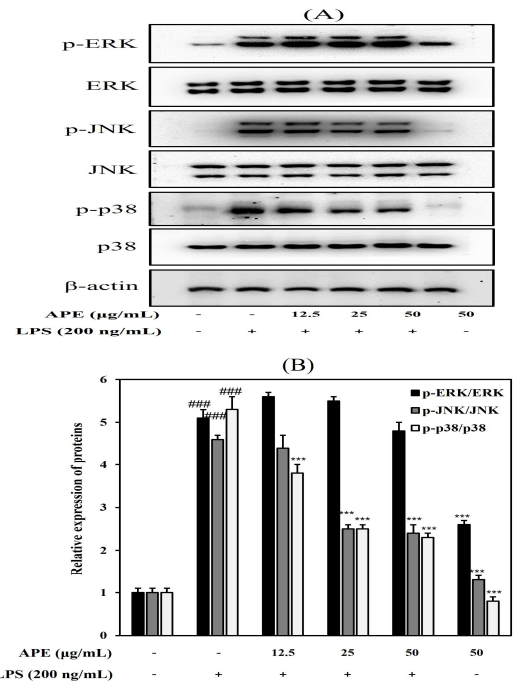 (A)
p-ERK
ERK
p-JNK
JNK
p-p38
p38
β-actin
APE (µg/mL) - - 12.5 25 50 50
LPS (200 ng/mL) - + + + + -
(B)
6
5
4
3
2
1
0
Relative expression of proteins
### ### ###
***
*** ***
*** ***
*** *** ***
p-ERK/ERK
p-JNK/JNK
p-p38/p38
APE (µg/mL) - - 12.5 25 50 50
LPS (200 ng/mL) - + + + + -